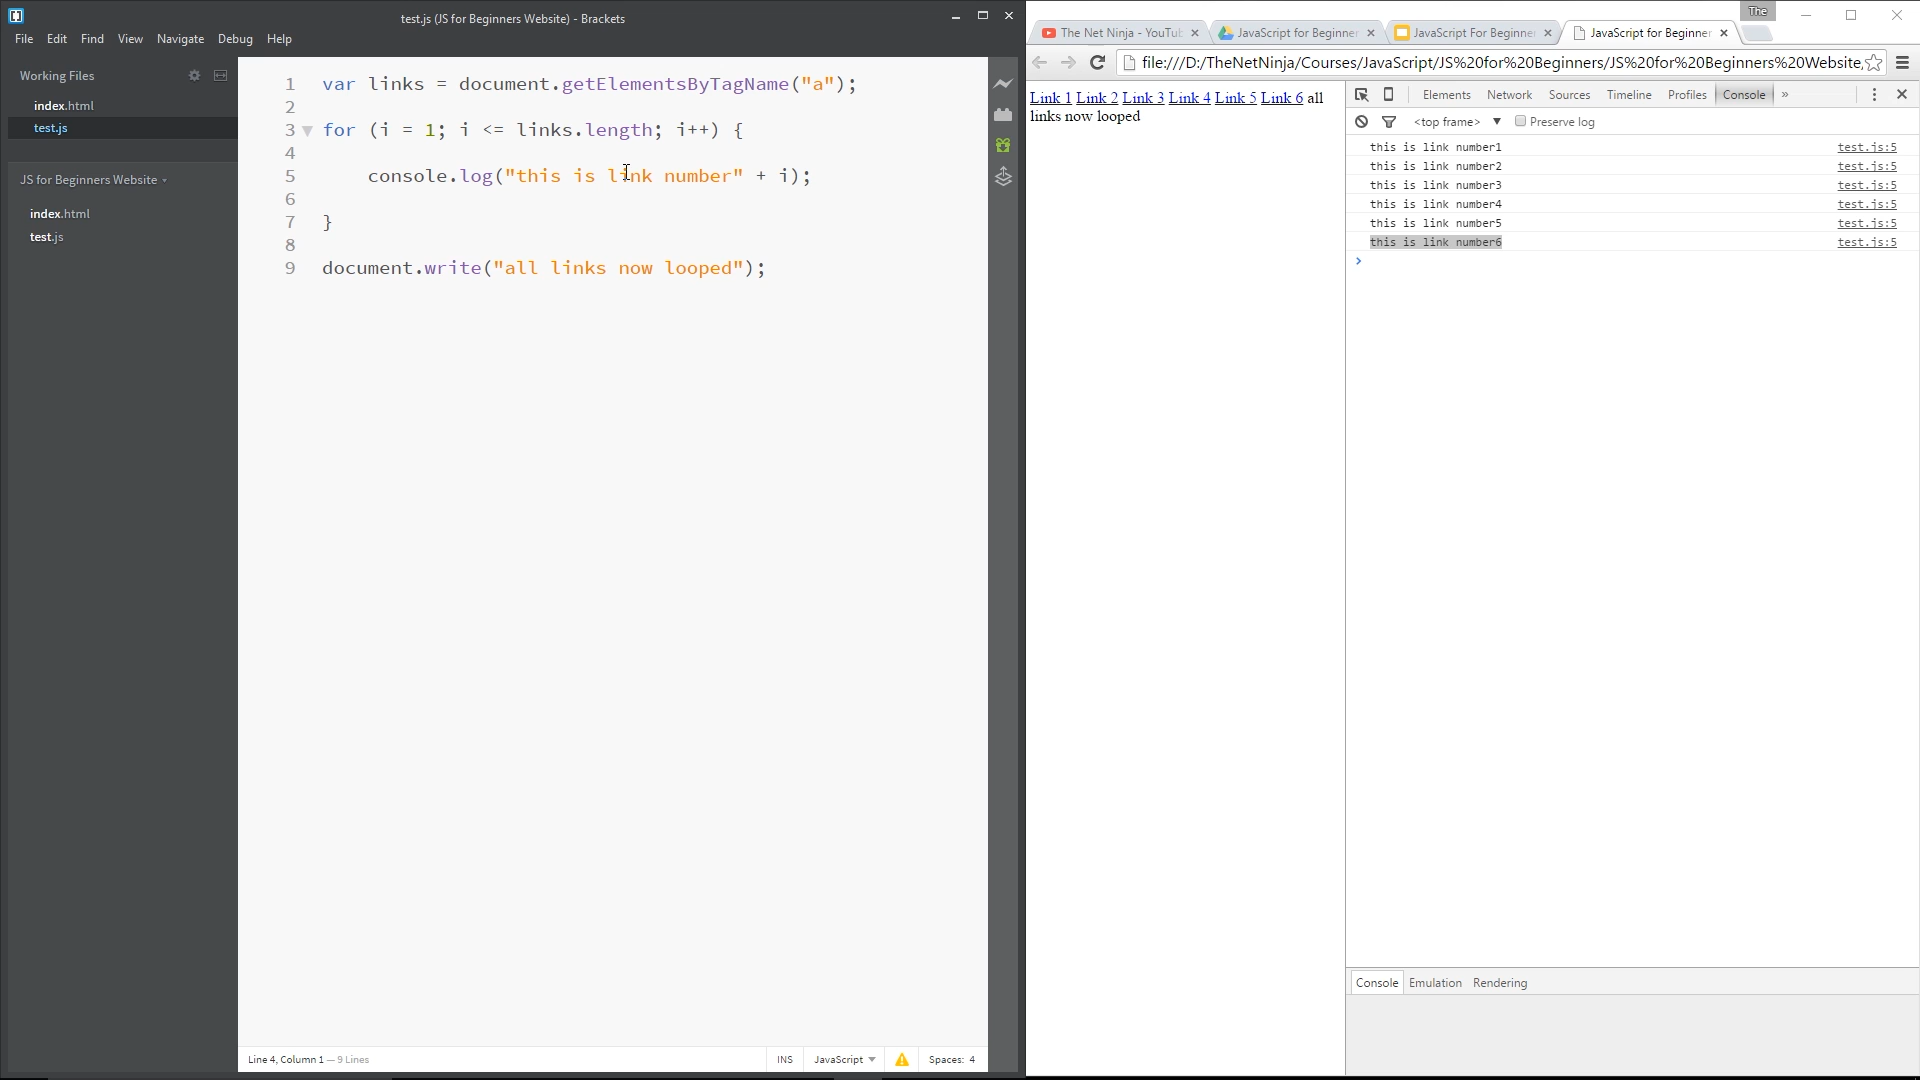 test.js (JS for Beginners Website) - Brackets
File Edit Find View Navigate Debug Help
Working Files
index.html
test.js
JS for Beginners Website
index.html
test.js
1 var links = document.getElementsByTagName("a");
2
3 for (i = 1; i <= links.length; i++) {
4
5 console.log("this is link number" + i);
6
7 }
8
9 document.write("all links now looped");
Line 4, Column 1 — 9 Lines
INS JavaScript Spaces: 4
The
The Net Ninja - YouTub JavaScript for Beginner JavaScript For Beginner JavaScript for Beginner
file:///D:/TheNetNinja/Courses/JavaScript/JS%20for%20Beginners/JS%20for%20Beginners%20Website,
Link 1 Link 2 Link 3 Link 4 Link 5 Link 6 all
links now looped
Elements Network Sources Timeline Profiles Console »
<top frame> Preserve log
this is link number1 test.js:5
this is link number2 test.js:5
this is link number3 test.js:5
this is link number4 test.js:5
this is link number5 test.js:5
this is link number6 test.js:5
>
Console Emulation Rendering